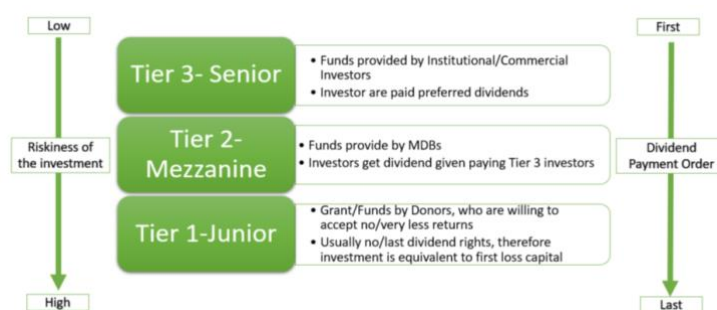 Low
First
Tier 3- Senior
• Funds provided by Institutional/Commercial
Investors
• Investor are paid preferred dividends
Riskiness of
the investment
Tier 2-
Mezzanine
• Funds provide by MDBs
• Investors get dividend given paying Tier 3 investors
Dividend
Payment Order
Tier 1-Junior
• Grant/Funds by Donors, who are willing to
accept no/very less returns
• Usually no/last dividend rights, therefore
investment is equivalent to first loss capital
High
Last